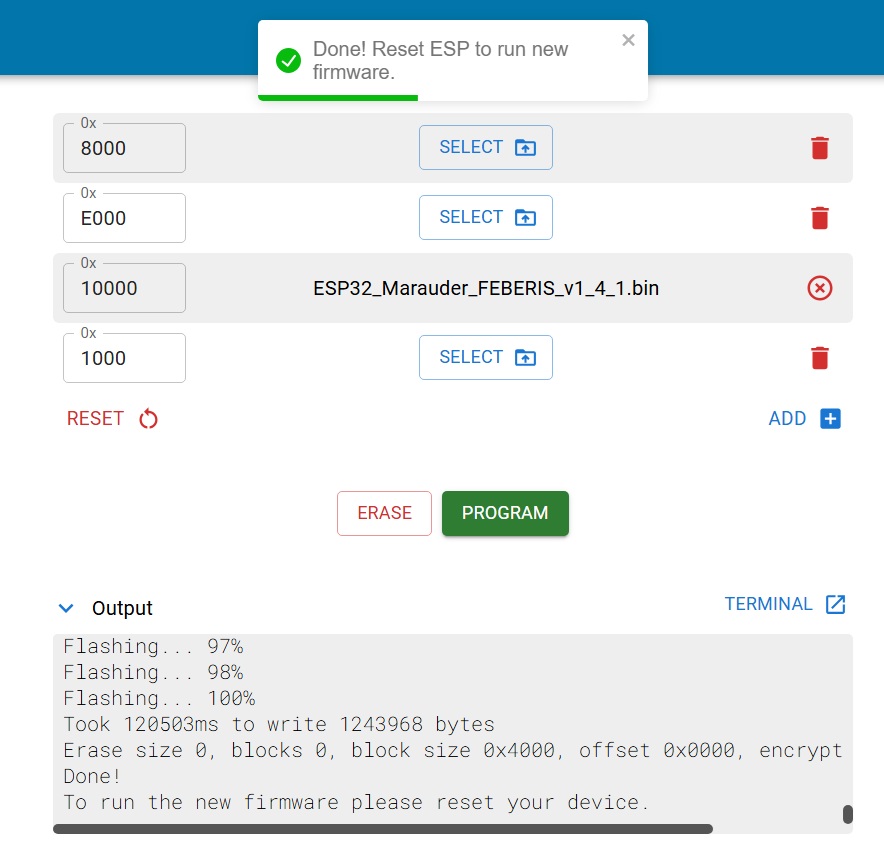 Done! Reset ESP to run new
firmware.
0x
8000
SELECT
0x
E000
SELECT
0x
10000
ESP32_Marauder_FEBERIS_v1_4_1.bin
0x
1000
SELECT
RESET
ADD
ERASE
PROGRAM
Output
TERMINAL
Flashing... 97%
Flashing... 98%
Flashing... 100%
Took 120503ms to write 1243968 bytes
Erase size 0, blocks 0, block size 0x4000, offset 0x0000, encrypt
Done!
To run the new firmware please reset your device.